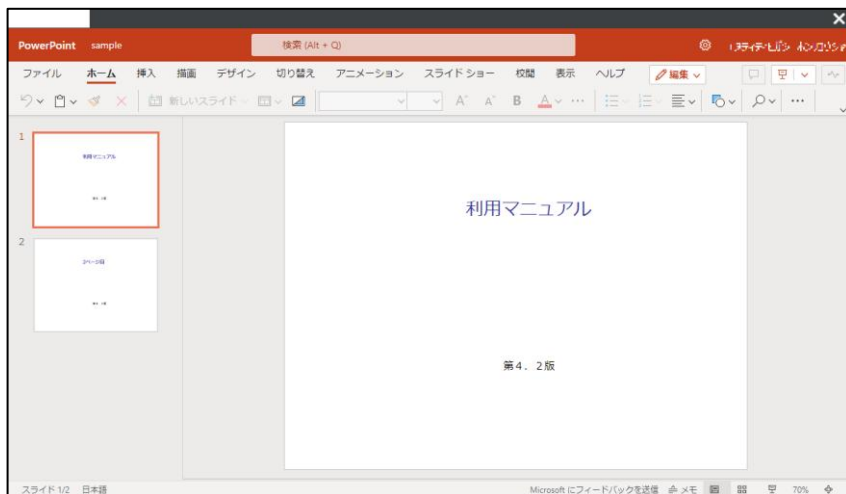 PowerPoint sample 検索 (Alt + Q)
ファイル ホーム 挿入 描画 デザイン 切り替え アニメーション スライド ショー 校閲 表示 ヘルプ 編集
新しいスライド A^ A˅ B A
1
利用マニュアル
2
2ページ目
利用マニュアル
第4．2版
スライド 1/2 日本語 Microsoft にフィードバックを送信 メモ 70%